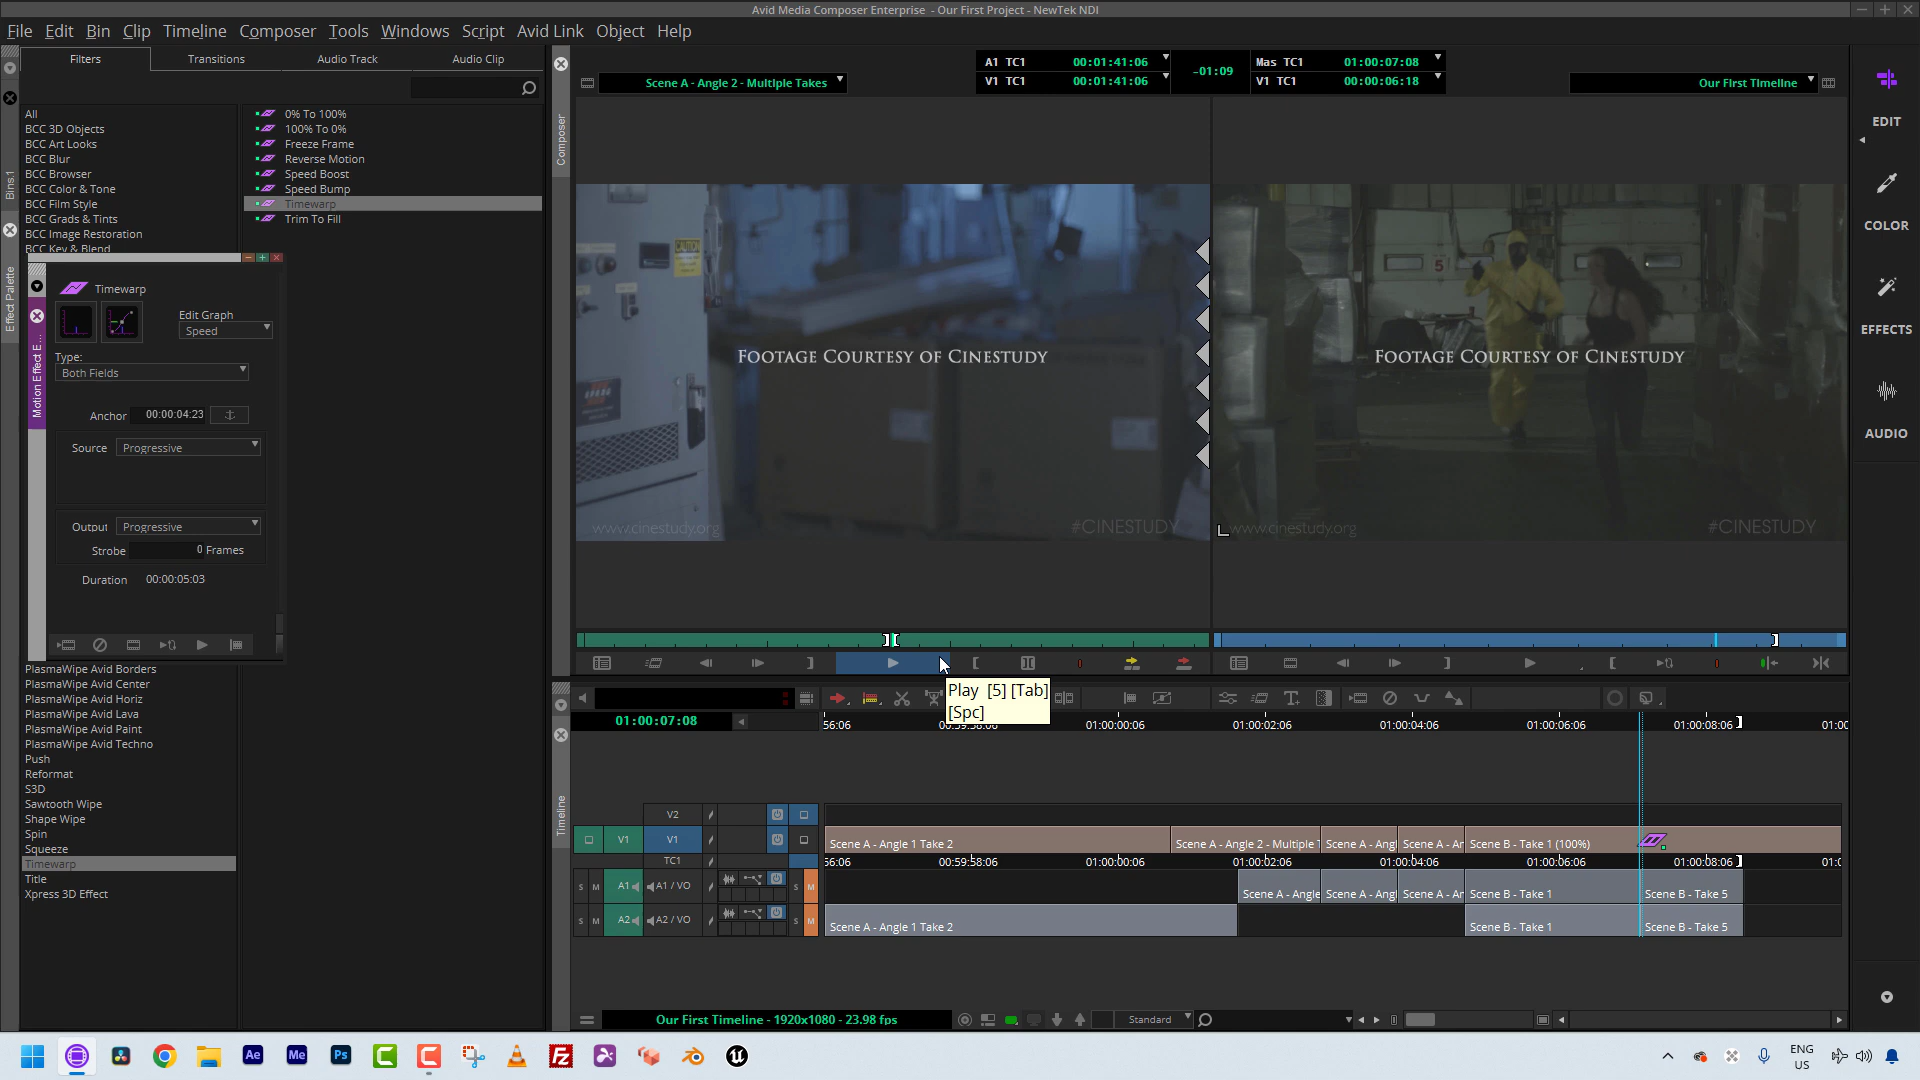 Avid Media Composer Enterprise - Our First Project - NewTek NDI
File Edit Bin Clip Timeline Composer Tools Windows Script Avid Link Object Help
Filters Transitions Audio Track Audio Clip
All
BCC 3D Objects
BCC Art Looks
BCC Blur
BCC Browser
BCC Color & Tone
BCC Film Style
BCC Grads & Tints
BCC Image Restoration
BCC Key & Blend
0% To 100%
100% To 0%
Freeze Frame
Reverse Motion
Speed Boost
Speed Bump
Timewarp
Trim To Fill
Bins.1
Effect Palette
Motion Effect E...
Timewarp
Edit Graph
Speed
Type:
Both Fields
Anchor 00:00:04:23
Source Progressive
Output Progressive
Strobe 0 Frames
Duration 00:00:05:03
PlasmaWipe Avid Borders
PlasmaWipe Avid Center
PlasmaWipe Avid Horiz
PlasmaWipe Avid Lava
PlasmaWipe Avid Paint
PlasmaWipe Avid Techno
Push
Reformat
S3D
Sawtooth Wipe
Shape Wipe
Spin
Squeeze
Timewarp
Title
Xpress 3D Effect
Composer
Scene A - Angle 2 - Multiple Takes
A1 TC1 00:01:41:06
V1 TC1 00:01:41:06
-01:09
Mas TC1 01:00:07:08
V1 TC1 00:00:06:18
Our First Timeline
Footage Courtesy of Cinestudy
www.cinestudy.org #CINESTUDY
5
Footage Courtesy of Cinestudy
www.cinestudy.org #CINESTUDY
EDIT
COLOR
EFFECTS
AUDIO
Play [5] [Tab]
[Spc]
Timeline
01:00:07:08
56:06 00:59:58:06 01:00:00:06 01:00:02:06 01:00:04:06 01:00:06:06 01:00:08:06 01:00
V2
V1 V1 Scene A - Angle 1 Take 2 Scene A - Angle 2 - Multiple T Scene A - Angl Scene A - An Scene B - Take 1 (100%)
TC1 56:06 00:59:58:06 01:00:00:06 01:00:02:06 01:00:04:06 01:00:06:06 01:00:08:06 01:0
S M A1 A1 / VO S M Scene A - Angle Scene A - Angl Scene A - An Scene B - Take 1 Scene B - Take 5
S M A2 A2 / VO S M Scene A - Angle 1 Take 2 Scene B - Take 1 Scene B - Take 5
Our First Timeline - 1920x1080 - 23.98 fps
Standard
Ae Me Ps C C Fz
ENG
US